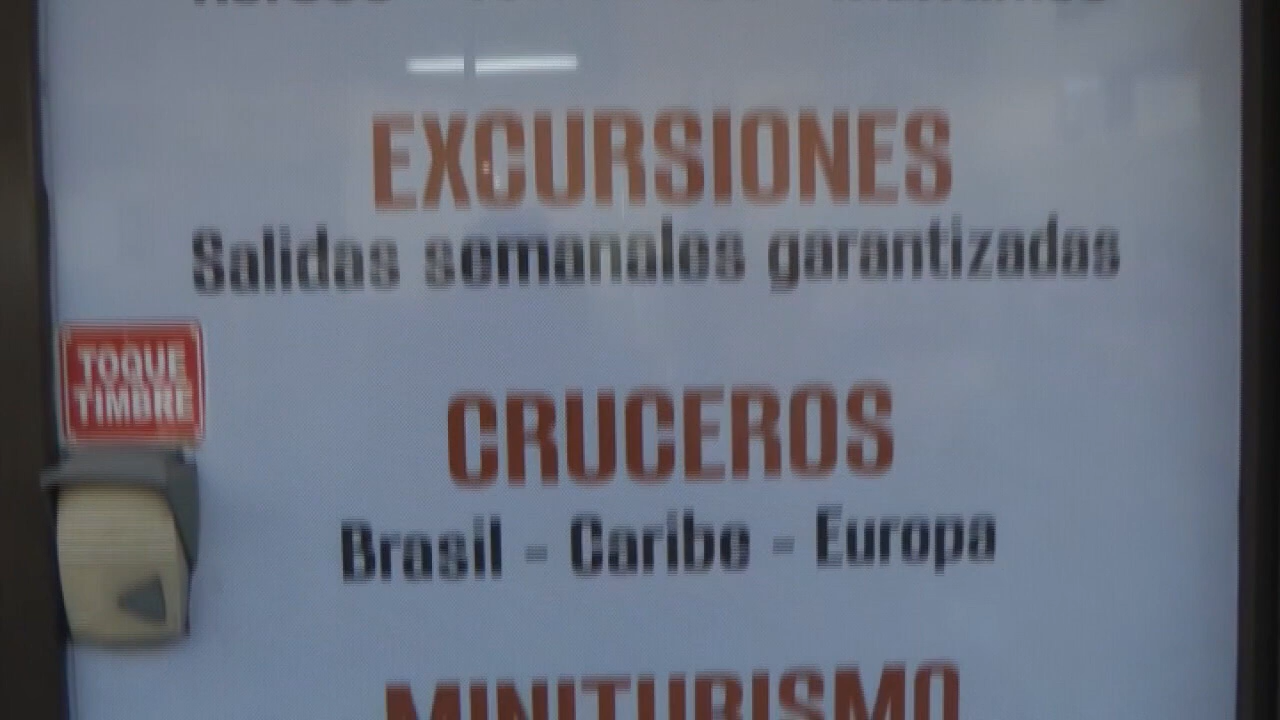 EXCURSIONES
Salidas semanales garantizadas
TOQUE
TIMBRE
CRUCEROS
Brasil - Caribe - Europa
MINITURISMO